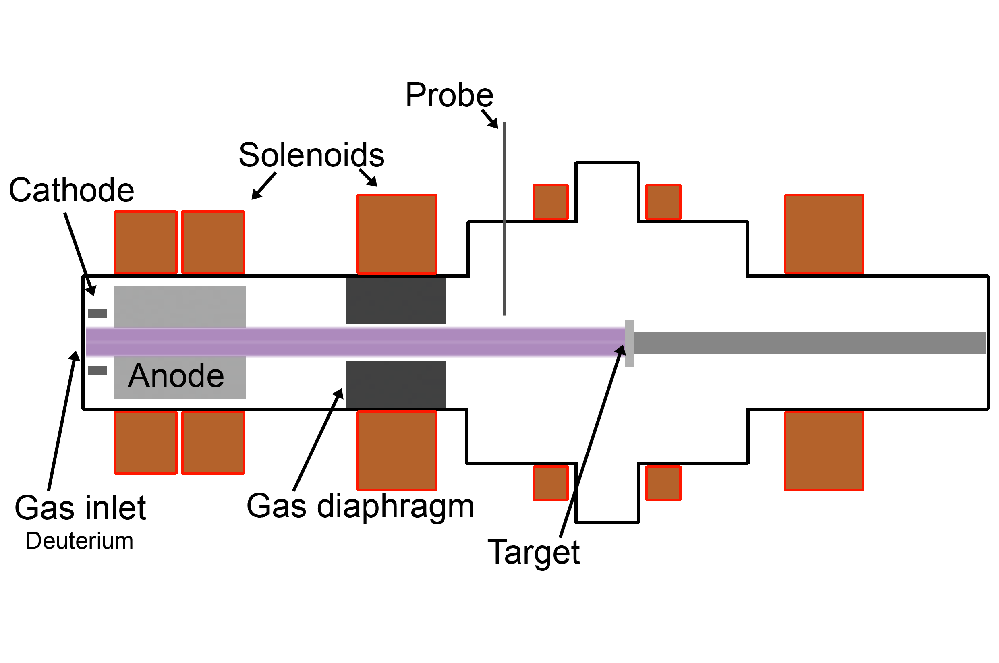 Probe
Solenoids
Cathode
Anode
Gas inlet
Deuterium
Gas diaphragm
Target